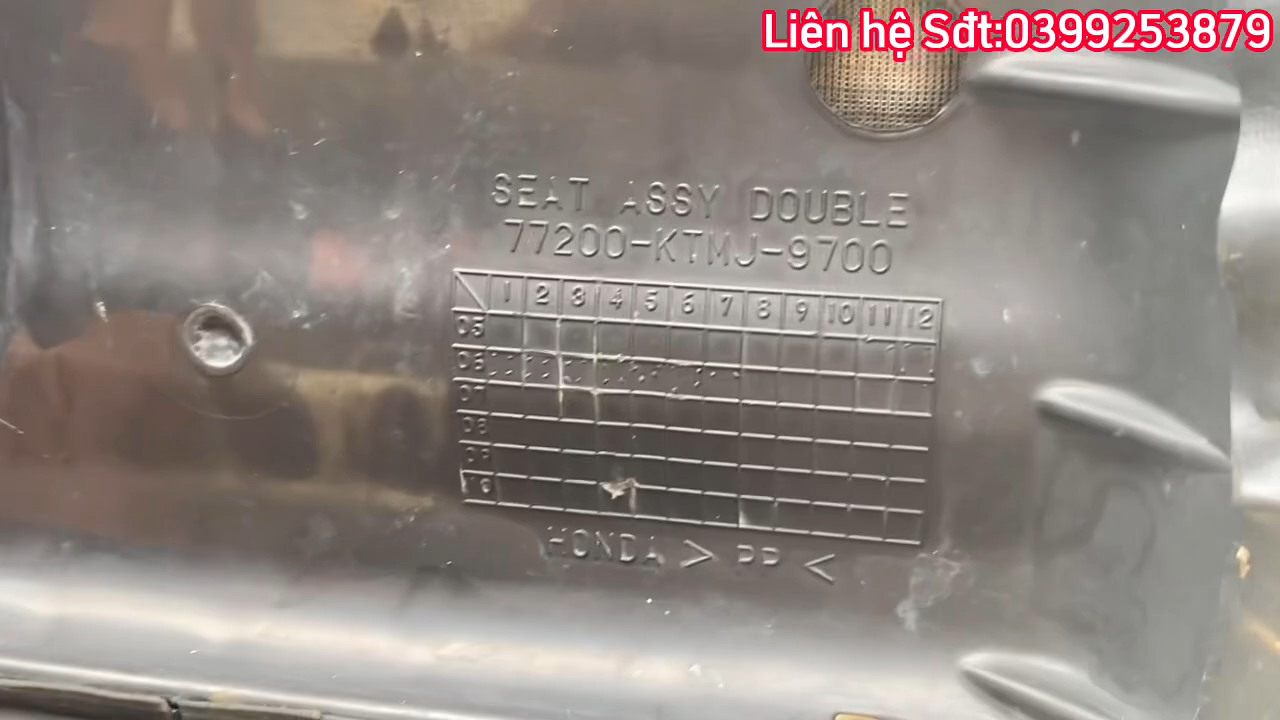 Liên hệ Sđt:0399253879
SEAT ASSY DOUBLE
77200-KTMJ-9700
1 2 3 4 5 6 7 8 9 10 11 12
05
06
07
08
09
10
HONDA > PP <